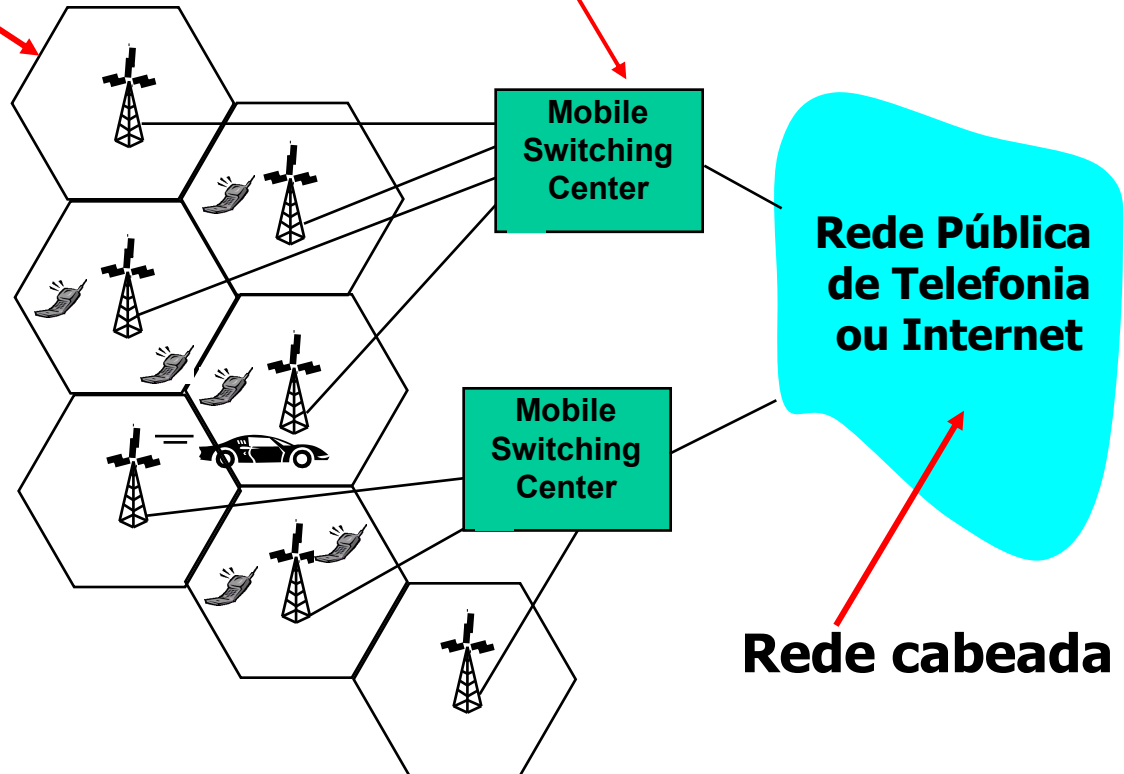 Mobile
Switching
Center
Rede Pública
de Telefonia
ou Internet
Mobile
Switching
Center
Rede cabeada